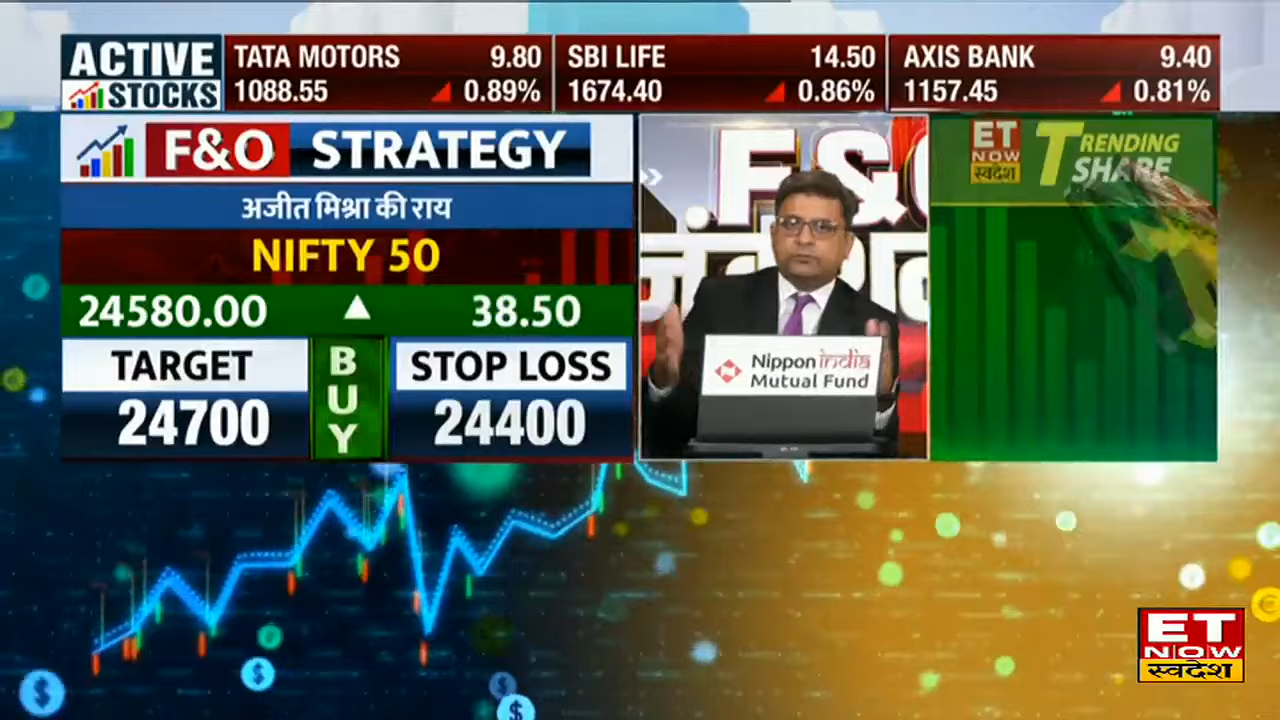 ACTIVE
STOCKS
TATA MOTORS 9.80
1088.55 0.89%
SBI LIFE 14.50
1674.40 0.86%
AXIS BANK 9.40
1157.45 0.81%
F&O STRATEGY
अजीत मिश्रा की राय
NIFTY 50
24580.00 ▲ 38.50
TARGET
24700
BUY
STOP LOSS
24400
F&
Nippon india
Mutual Fund
ET
NOW
स्वदेश
TRENDING
SHARE
ET
NOW
स्वदेश